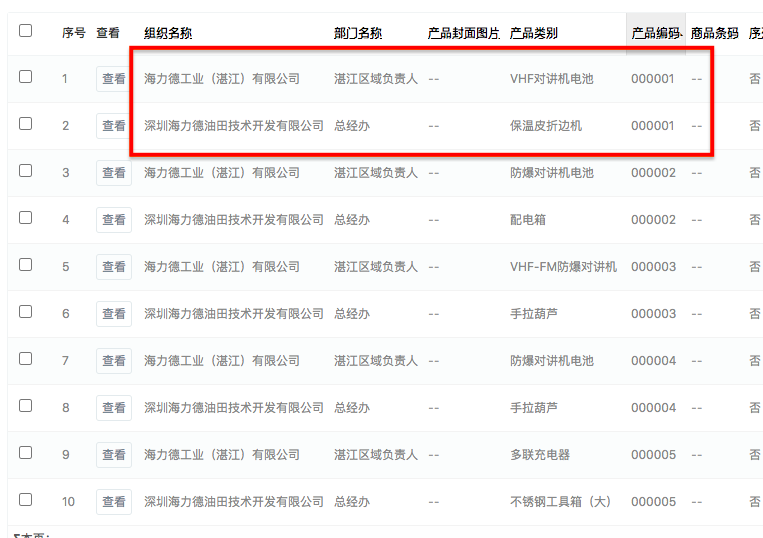 序号 查看 组织名称 部门名称 产品封面图片 产品类别 产品编码 商品条码
1 查看 海力德工业（湛江）有限公司 湛江区域负责人 -- VHF对讲机电池 000001 -- 否
2 查看 深圳海力德油田技术开发有限公司 总经办 -- 保温皮折边机 000001 -- 否
3 查看 海力德工业（湛江）有限公司 湛江区域负责人 -- 防爆对讲机电池 000002 -- 否
4 查看 深圳海力德油田技术开发有限公司 总经办 -- 配电箱 000002 -- 否
5 查看 海力德工业（湛江）有限公司 湛江区域负责人 -- VHF-FM防爆对讲机 000003 -- 否
6 查看 深圳海力德油田技术开发有限公司 总经办 -- 手拉葫芦 000003 -- 否
7 查看 海力德工业（湛江）有限公司 湛江区域负责人 -- 防爆对讲机电池 000004 -- 否
8 查看 深圳海力德油田技术开发有限公司 总经办 -- 手拉葫芦 000004 -- 否
9 查看 海力德工业（湛江）有限公司 湛江区域负责人 -- 多联充电器 000005 -- 否
10 查看 深圳海力德油田技术开发有限公司 总经办 -- 不锈钢工具箱（大） 000005 -- 否